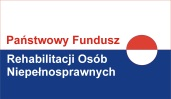 Państwowy Fundusz
Rehabilitacji Osób
Niepełnosprawnych